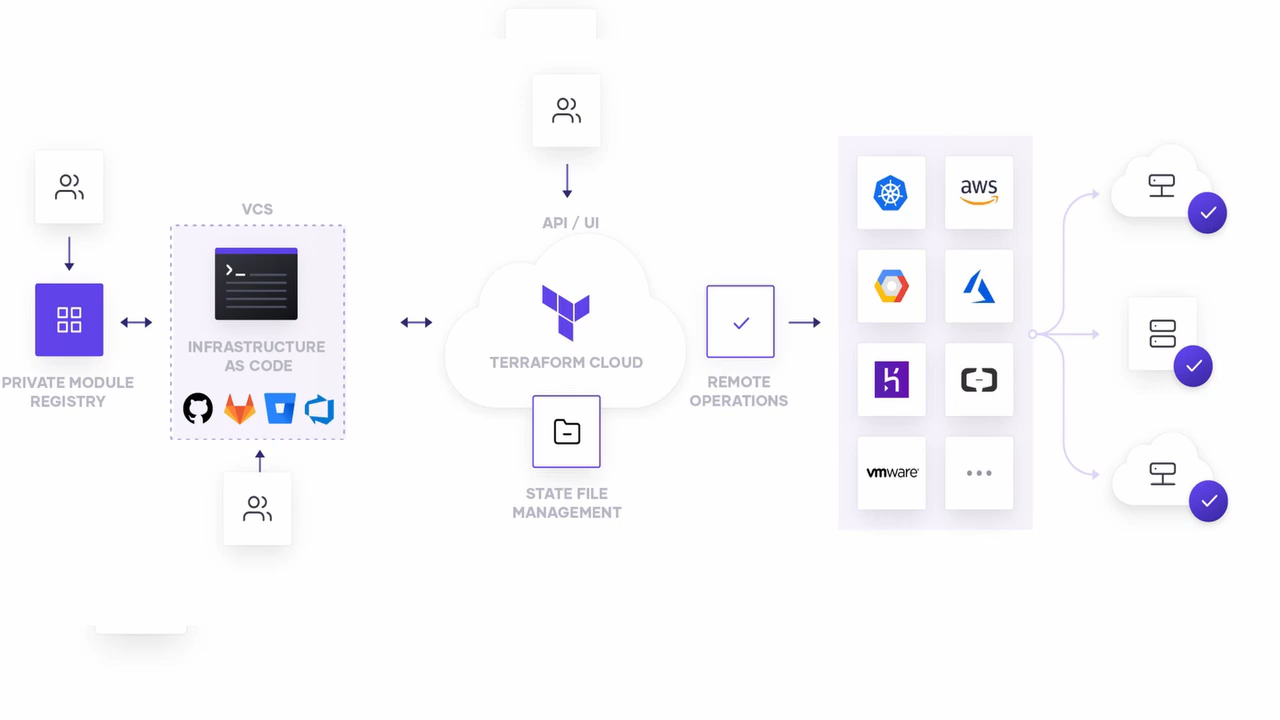 VCS
API / UI
aws
INFRASTRUCTURE
AS CODE
TERRAFORM CLOUD
PRIVATE MODULE
REGISTRY
REMOTE
OPERATIONS
vmware
STATE FILE
MANAGEMENT